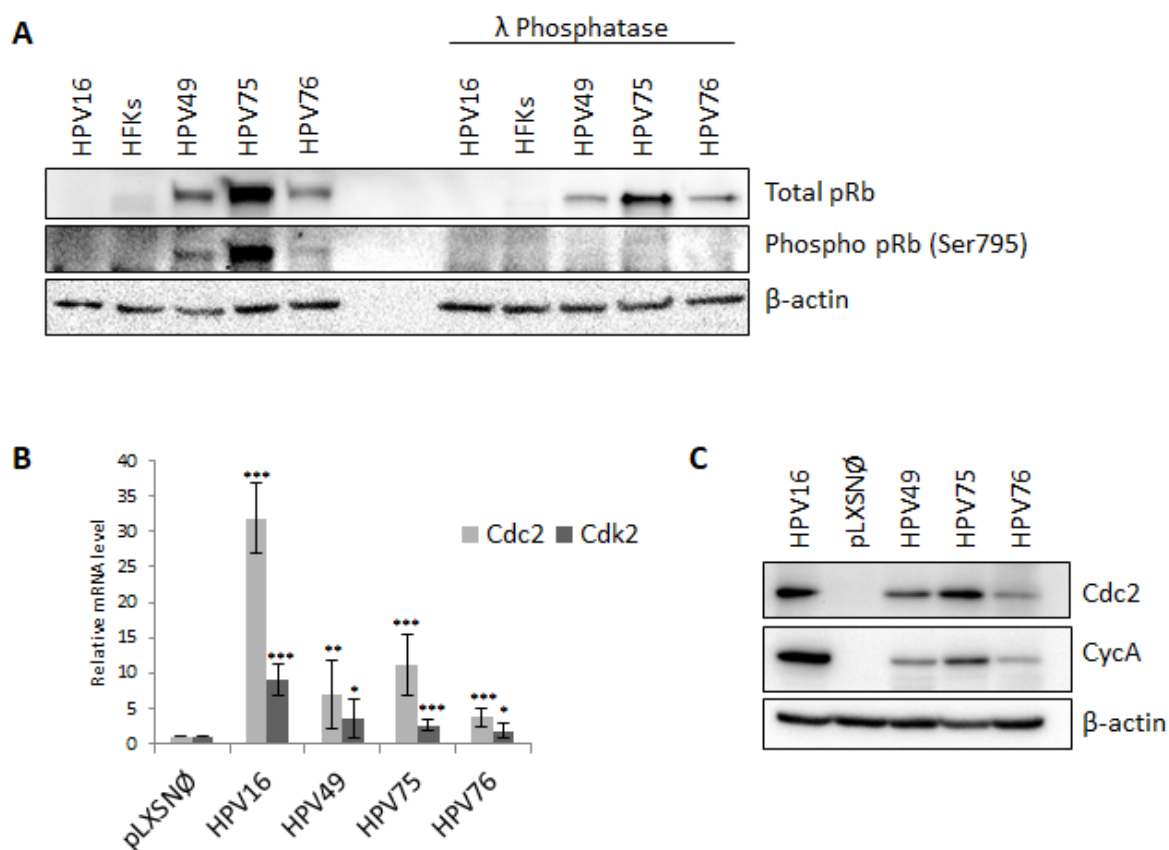 A
λ Phosphatase
HPV16
HFKs
HPV49
HPV75
HPV76
HPV16
HFKs
HPV49
HPV75
HPV76
Total pRb
Phospho pRb (Ser795)
β-actin
B
Relative mRNA level
40
35
30
25
20
15
10
5
0
***
***
**
*
***
***
***
*
Cdc2
Cdk2
pLXSNØ
HPV16
HPV49
HPV75
HPV76
C
HPV16
pLXSNØ
HPV49
HPV75
HPV76
Cdc2
CycA
β-actin